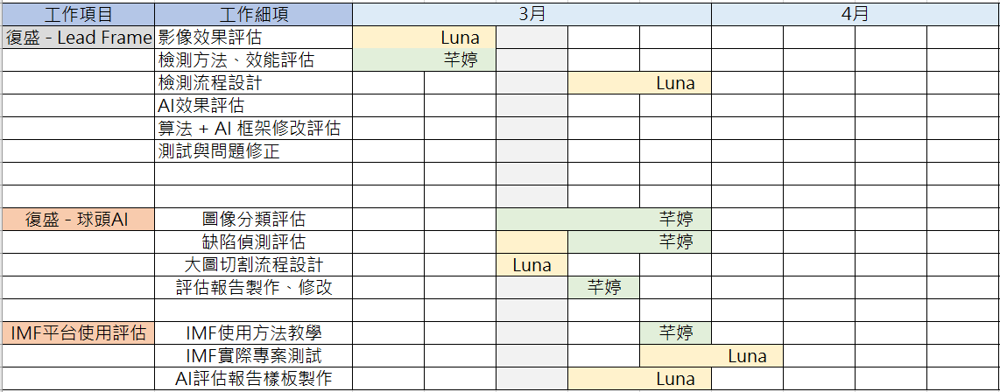 工作項目 工作細項 3月 4月
復盛 - Lead Frame 影像效果評估 Luna
檢測方法、效能評估 芊婷
檢測流程設計 Luna
AI效果評估
算法 + AI 框架修改評估
測試與問題修正
復盛 - 球頭AI 圖像分類評估 芊婷
缺陷偵測評估 芊婷
大圖切割流程設計 Luna
評估報告製作、修改 芊婷
IMF平台使用評估 IMF使用方法教學 芊婷
IMF實際專案測試 Luna
AI評估報告樣板製作 Luna